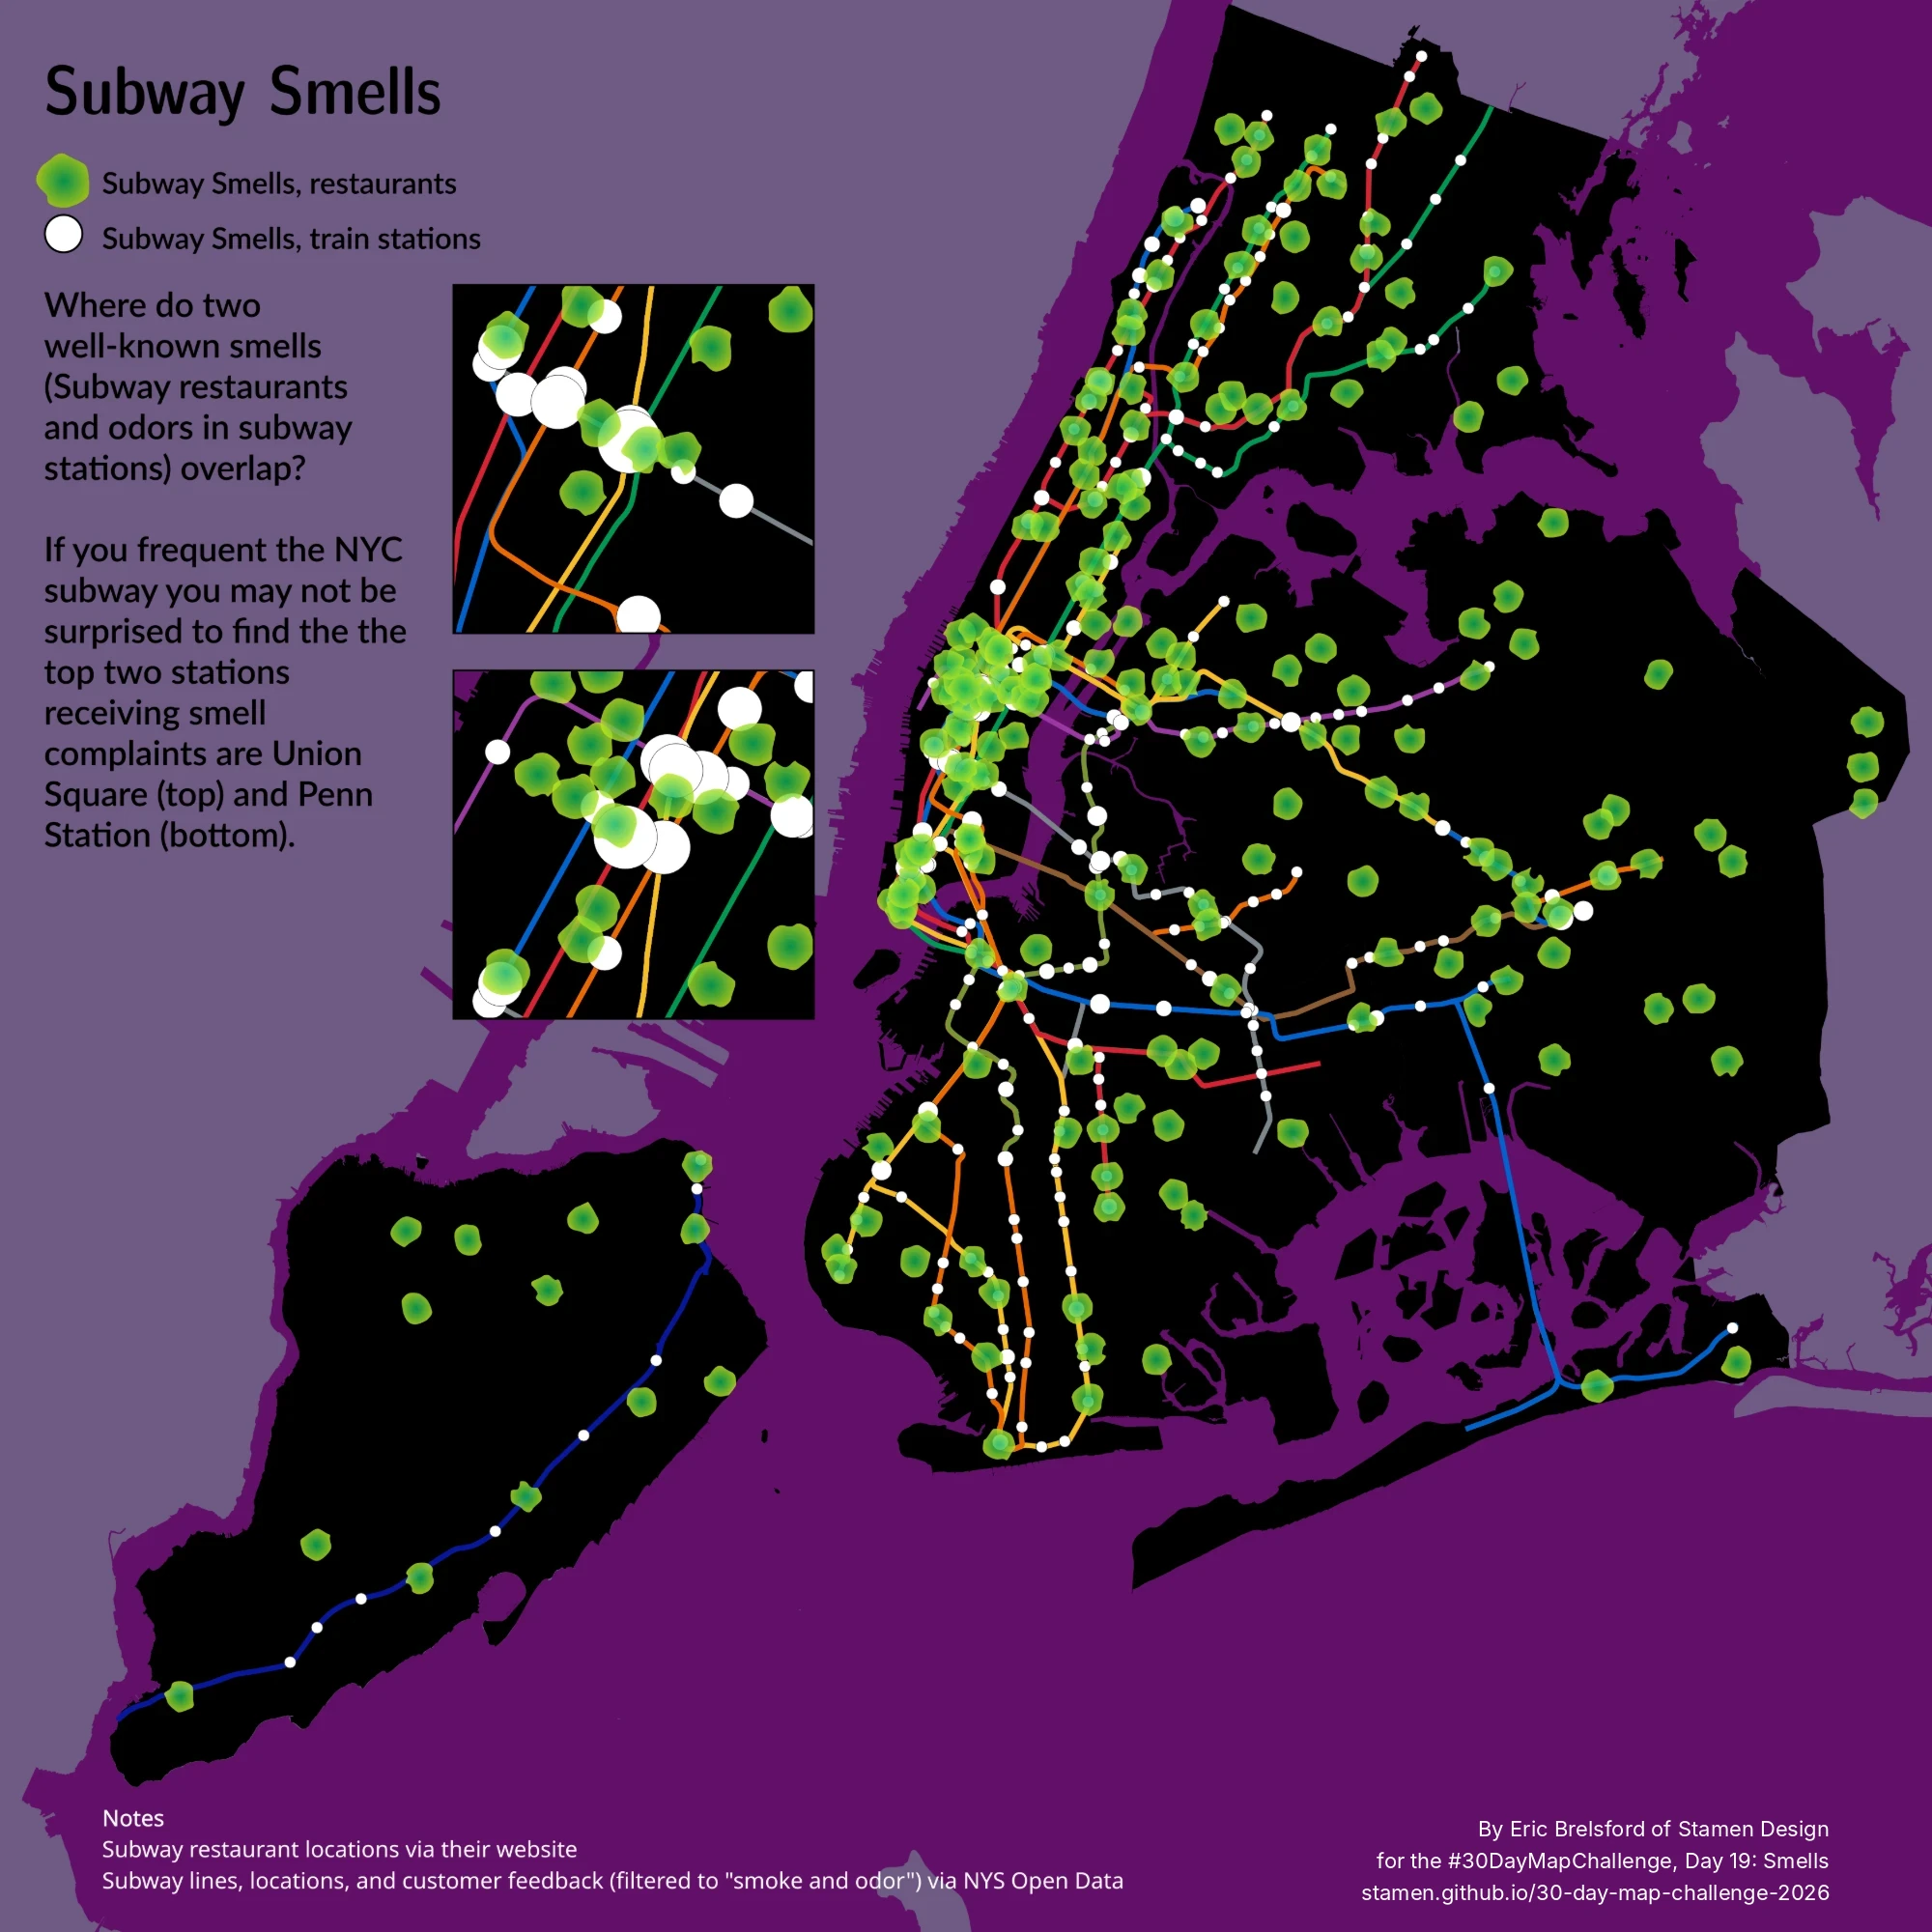 Subway Smells
Subway Smells, restaurants
Subway Smells, train stations
Where do two
well-known smells
(Subway restaurants
and odors in subway
stations) overlap?
If you frequent the NYC
subway you may not be
surprised to find the the
top two stations
receiving smell
complaints are Union
Square (top) and Penn
Station (bottom).
Notes
Subway restaurant locations via their website
Subway lines, locations, and customer feedback (filtered to "smoke and odor") via NYS Open Data
By Eric Brelsford of Stamen Design
for the #30DayMapChallenge, Day 19: Smells
stamen.github.io/30-day-map-challenge-2026